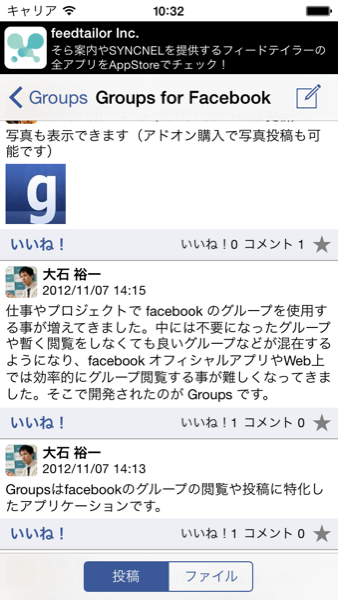 キャリア 10:32
feedtailor Inc.
そら案内やSYNCNELを提供するフィードテイラーの
全アプリをAppStoreでチェック！
Groups Groups for Facebook
写真も表示できます（アドオン購入で写真投稿も可
能です）
g
いいね！ いいね！0 コメント 1
大石 裕一
2012/11/07 14:15
仕事やプロジェクトで facebook のグループを使用す
る事が増えてきました。中には不要になったグループ
や暫く閲覧をしなくても良いグループなどが混在する
ようになり、facebook オフィシャルアプリやWeb上
では効率的にグループ閲覧する事が難しくなってきま
した。そこで開発されたのが Groups です。
いいね！ いいね！1 コメント 0
大石 裕一
2012/11/07 14:13
Groupsはfacebookのグループの閲覧や投稿に特化し
たアプリケーションです。
いいね！ いいね！1 コメント 0
投稿 ファイル